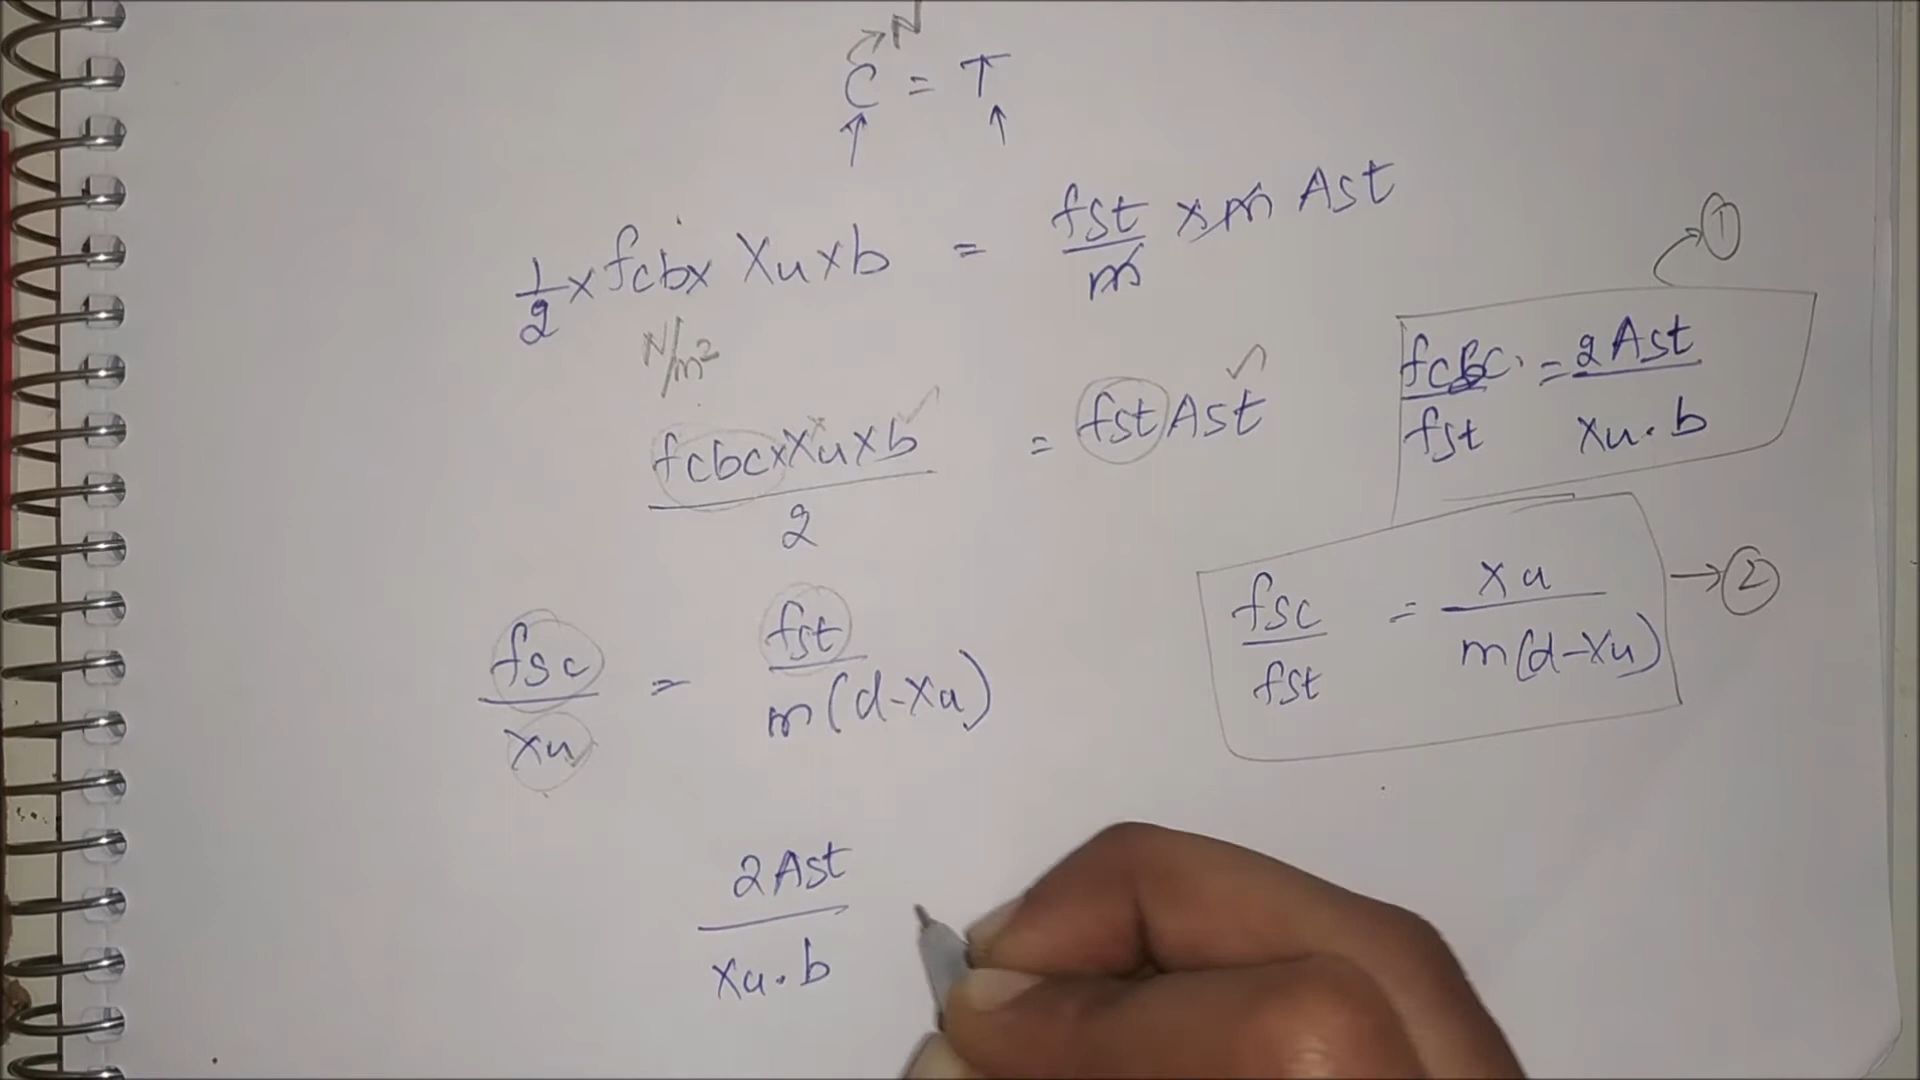 N
C = T
1/2 x fcbx Xu x b = fst/m x m Ast
N/m²
fcbc x Xu x b / 2 = fst Ast
1
fcbc / fst = 2Ast / xu . b
fsc / xu = fst / m(d-xu)
fsc / fst = xu / m(d-xu) → 2
2Ast / xu . b